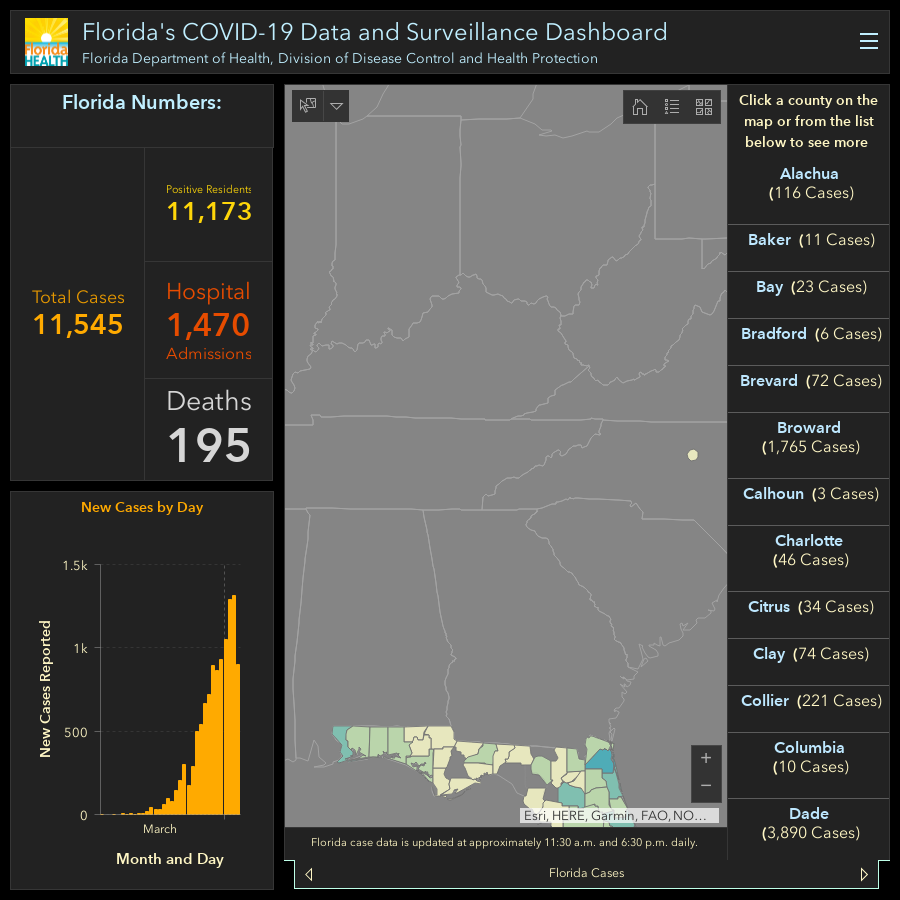 Florida
HEALTH
Florida's COVID-19 Data and Surveillance Dashboard
Florida Department of Health, Division of Disease Control and Health Protection
Florida Numbers:
Total Cases
11,545
Positive Residents
11,173
Hospital
1,470
Admissions
Deaths
195
New Cases by Day
New Cases Reported
1.5k
1k
500
0
March
Month and Day
+
−
Esri, HERE, Garmin, FAO, NO...
Florida case data is updated at approximately 11:30 a.m. and 6:30 p.m. daily.
Florida Cases
Click a county on the
map or from the list
below to see more
Alachua
(116 Cases)
Baker (11 Cases)
Bay (23 Cases)
Bradford (6 Cases)
Brevard (72 Cases)
Broward
(1,765 Cases)
Calhoun (3 Cases)
Charlotte
(46 Cases)
Citrus (34 Cases)
Clay (74 Cases)
Collier (221 Cases)
Columbia
(10 Cases)
Dade
(3,890 Cases)